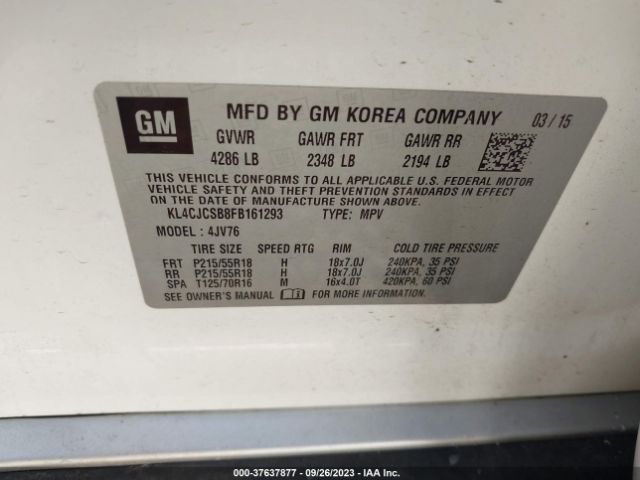 GM
MFD BY GM KOREA COMPANY 03/15
GVWR GAWR FRT GAWR RR
4286 LB 2348 LB 2194 LB
THIS VEHICLE CONFORMS TO ALL APPLICABLE U.S. FEDERAL MOTOR
VEHICLE SAFETY AND THEFT PREVENTION STANDARDS IN EFFECT
ON THE DATE OF MANUFACTURE SHOWN ABOVE.
KL4CJCSB8FB161293 TYPE: MPV
MODEL: 4JV76
TIRE SIZE SPEED RTG RIM COLD TIRE PRESSURE
FRT P215/55R18 H 18x7.0J 240KPA, 35 PSI
RR P215/55R18 H 18x7.0J 240KPA, 35 PSI
SPA T125/70R16 M 16x4.0T 420KPA, 60 PSI
SEE OWNER'S MANUAL FOR MORE INFORMATION.
© - 37637877 - 09/26/2023 - IAA Inc.